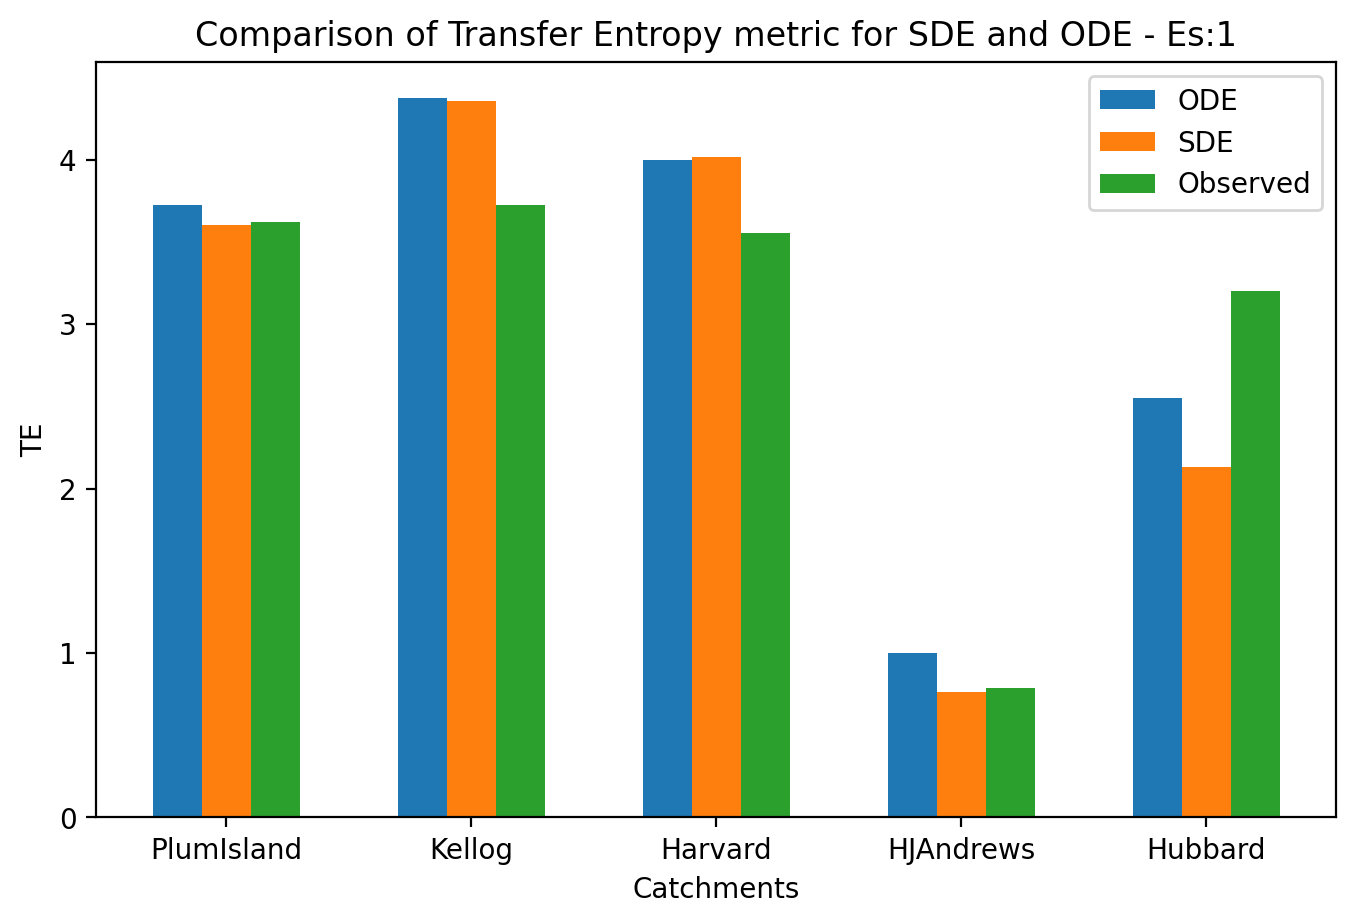 Comparison of Transfer Entropy metric for SDE and ODE - Es:1
ODE
SDE
Observed
4
3
2
1
0
TE
PlumIsland Kellog Harvard HJAndrews Hubbard
Catchments